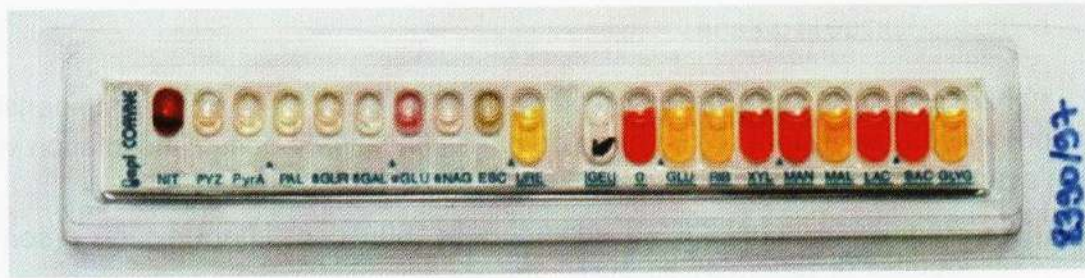 api CORYNE
NIT PYZ PyrA PAL βGUR βGAL αGLU βNAG ESC URE |GEL| O GLU RIB XYL MAN MAL LAC SAC GLYG
8390/97